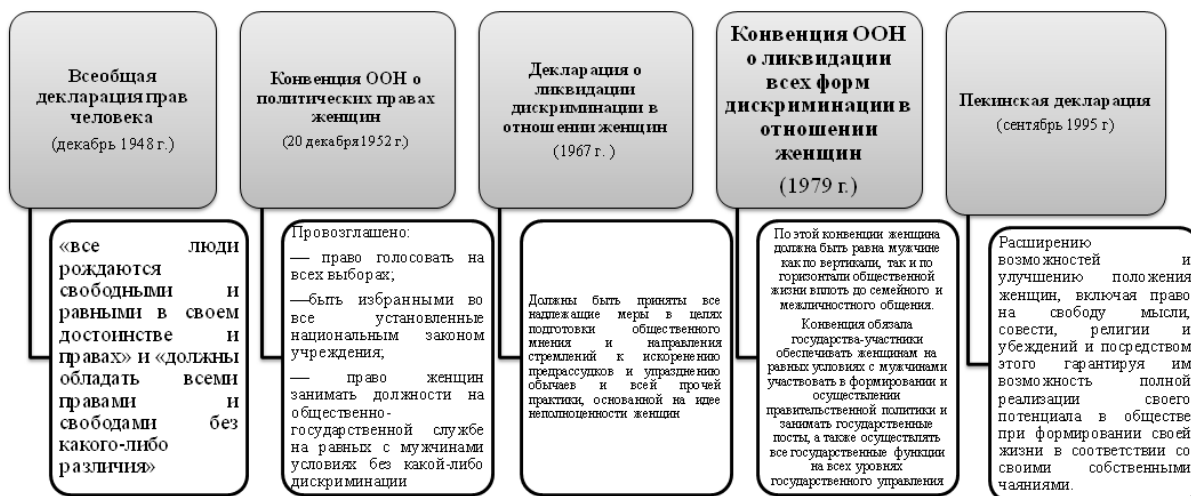 Всеобщая
декларация прав
человека
(декабрь 1948 г.)
«все люди
рождаются
свободными и
равными в своем
достоинстве и
правах» и «должны
обладать всеми
правами и
свободами без
какого-либо
различия»
Конвенция ООН о
политических правах
женщин
(20 декабря 1952 г.)
Провозглашено:
— право голосовать на
всех выборах;
—быть избранными во
все установленные
национальным законом
учреждения;
— право женщин
занимать должности на
общественно-
государственной службе
на равных с мужчинами
условиях без какой-либо
дискриминации
Декларация о
ликвидации
дискриминации в
отношении женщин
(1967 г. )
Должны быть приняты все
надлежащие меры в целях
подготовки общественного
мнения и направления
стремлений к искоренению
предрассудков и упразднению
обычаев и всей прочей
практики, основанной на идее
неполноценности женщин
Конвенция ООН
о ликвидации
всех форм
дискриминации в
отношении
женщин
(1979 г.)
По этой конвенции женщина
должна быть равна мужчине
как по вертикали, так и по
горизонтали общественной
жизни вплоть до семейного и
межличностного общения.
Конвенция обязала
государства-участники
обеспечивать женщинам на
равных условиях с мужчинами
участвовать в формировании и
осуществлении
правительственной политики и
занимать государственные
посты, а также осуществлять
все государственные функции
на всех уровнях
государственного управления
Пекинская декларация
(сентябрь 1995 г)
Расширению
возможностей и
улучшению положения
женщин, включая право
на свободу мысли,
совести, религии и
убеждений и посредством
этого гарантируя им
возможность полной
реализации своего
потенциала в обществе
при формировании своей
жизни в соответствии со
своими собственными
чаяниями.